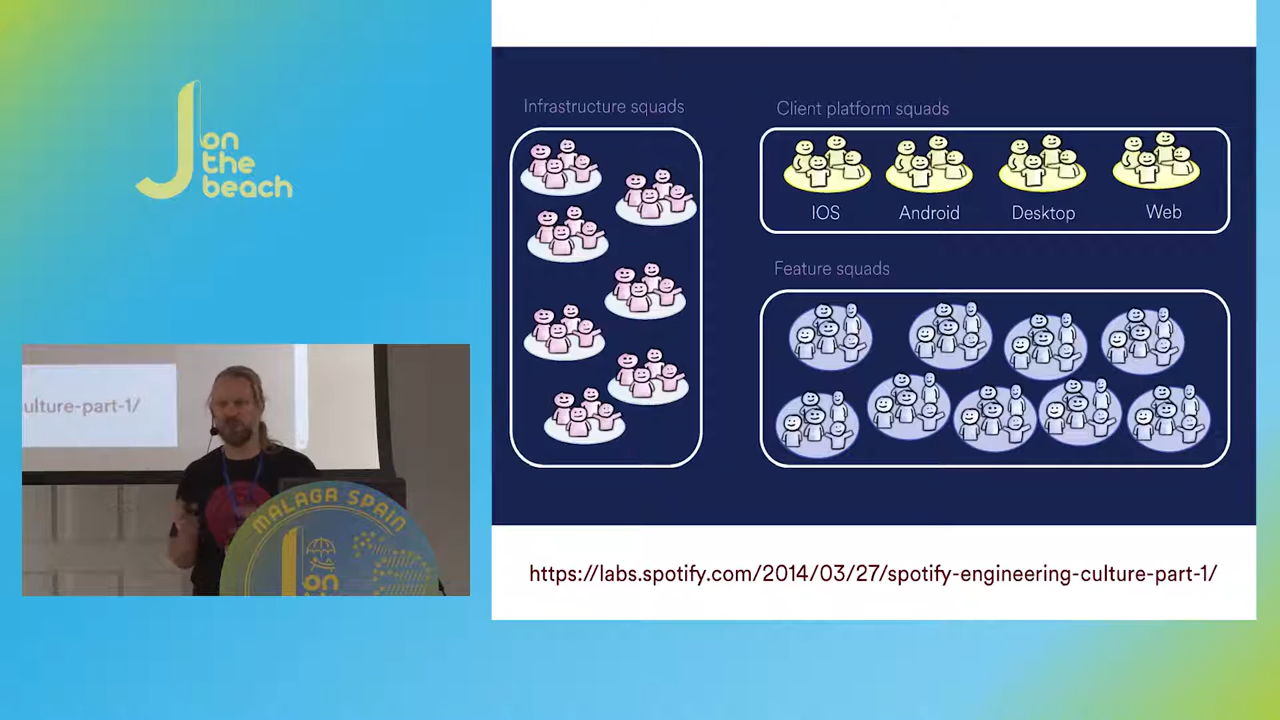 J on
the
beach
Infrastructure squads
Client platform squads
IOS
Android
Desktop
Web
Feature squads
https://labs.spotify.com/2014/03/27/spotify-engineering-culture-part-1/
ulture-part-1/
MALAGA SPAIN
J on